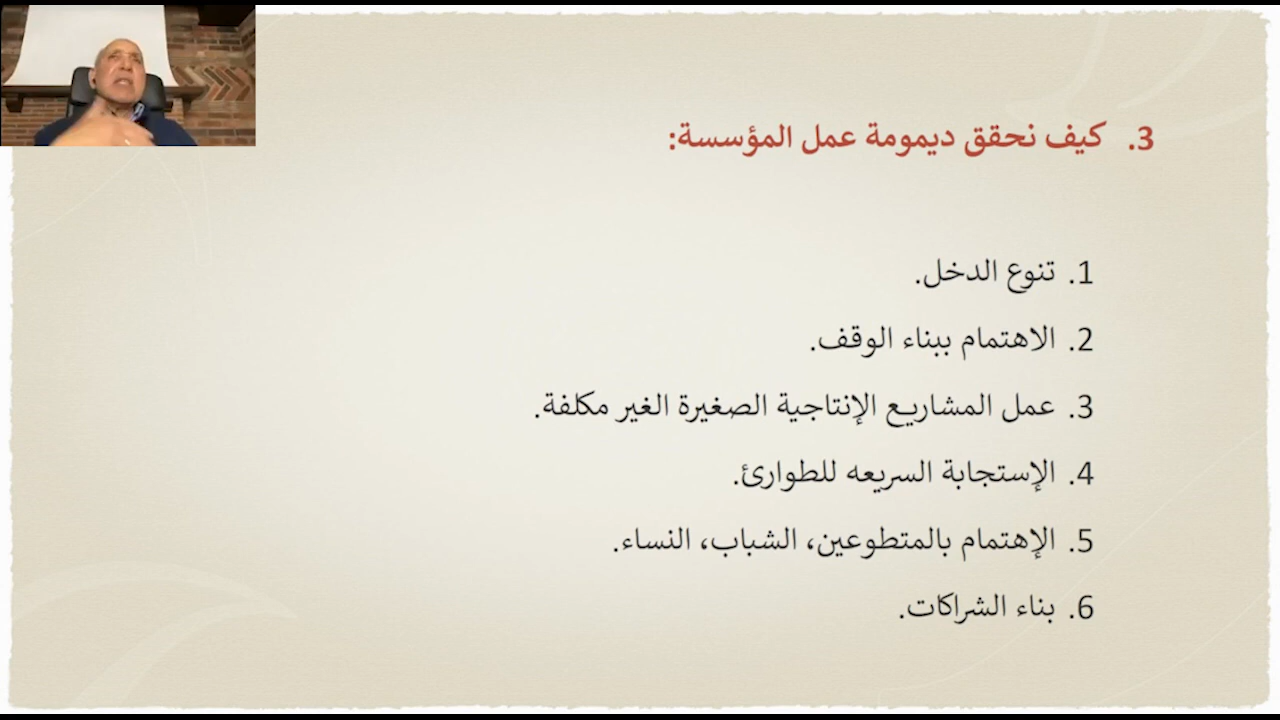 3. كيف نحقق ديمومة عمل المؤسسة:
1. تنوع الدخل.
2. الاهتمام ببناء الوقف.
3. عمل المشاريع الإنتاجية الصغيرة الغير مكلفة.
4. الإستجابة السريعه للطوارئ.
5. الإهتمام بالمتطوعين، الشباب، النساء.
6. بناء الشراكات.